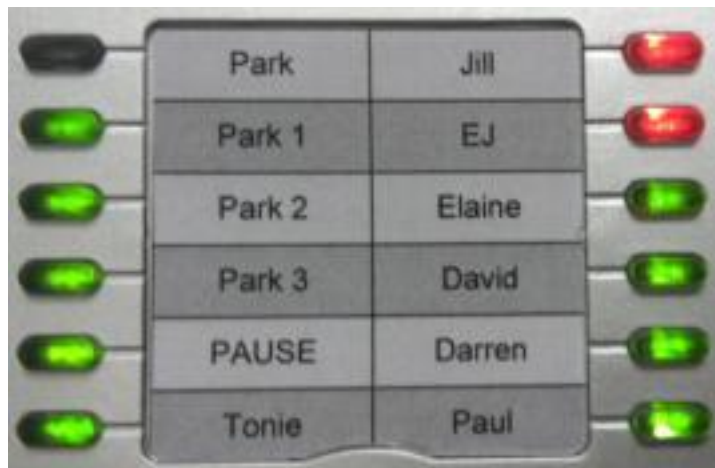 Park Jill
Park 1 EJ
Park 2 Elaine
Park 3 David
PAUSE Darren
Tonie Paul